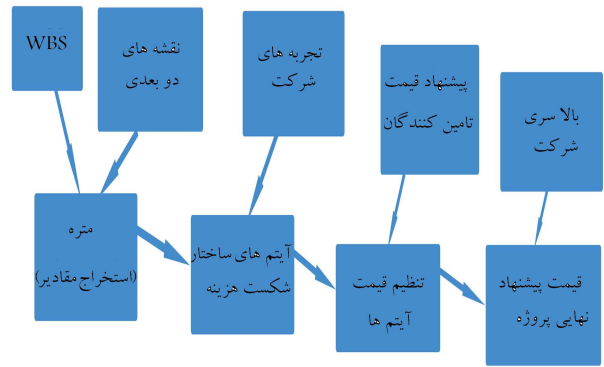 WBS
نقشه های
دو بعدی
تجربه های
شرکت
پیشنهاد قیمت
تامین کنندگان
بالا سری
شرکت
متره
(استخراج مقادیر)
آیتم های ساختار
شکست هزینه
تنظیم قیمت
آیتم ها
قیمت پیشنهاد
نهایی پروژه